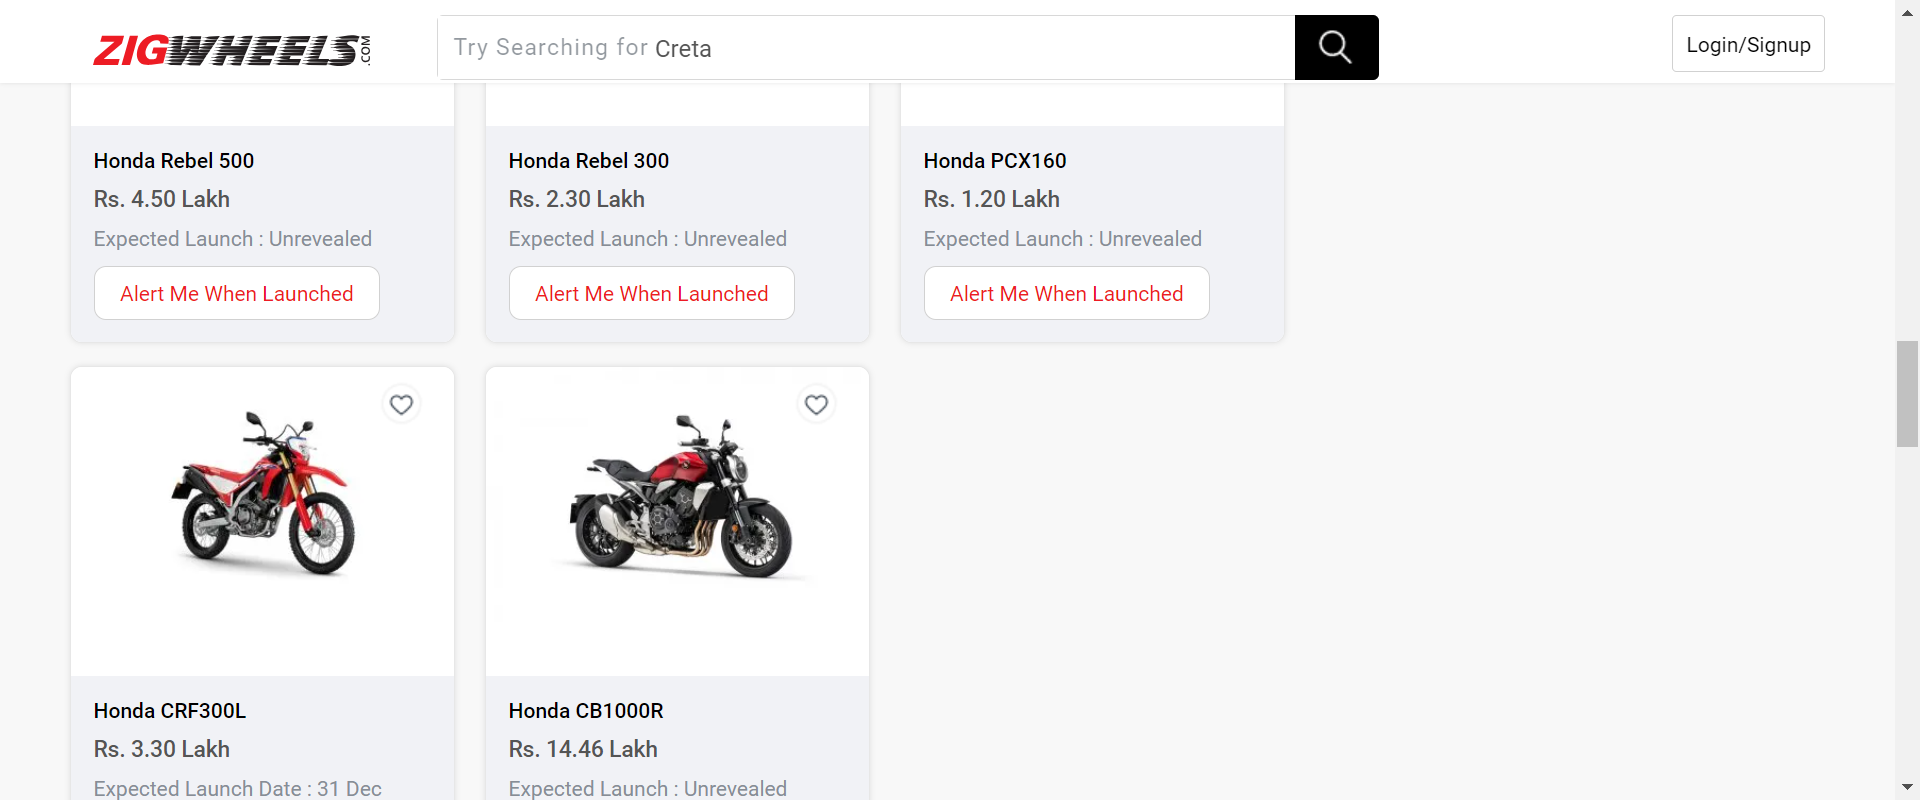 ZIGWHEELS.COM
Try Searching for Creta
Login/Signup
Honda Rebel 500
Rs. 4.50 Lakh
Expected Launch : Unrevealed
Alert Me When Launched
Honda Rebel 300
Rs. 2.30 Lakh
Expected Launch : Unrevealed
Alert Me When Launched
Honda PCX160
Rs. 1.20 Lakh
Expected Launch : Unrevealed
Alert Me When Launched
Honda CRF300L
Rs. 3.30 Lakh
Expected Launch Date : 31 Dec
Honda CB1000R
Rs. 14.46 Lakh
Expected Launch : Unrevealed